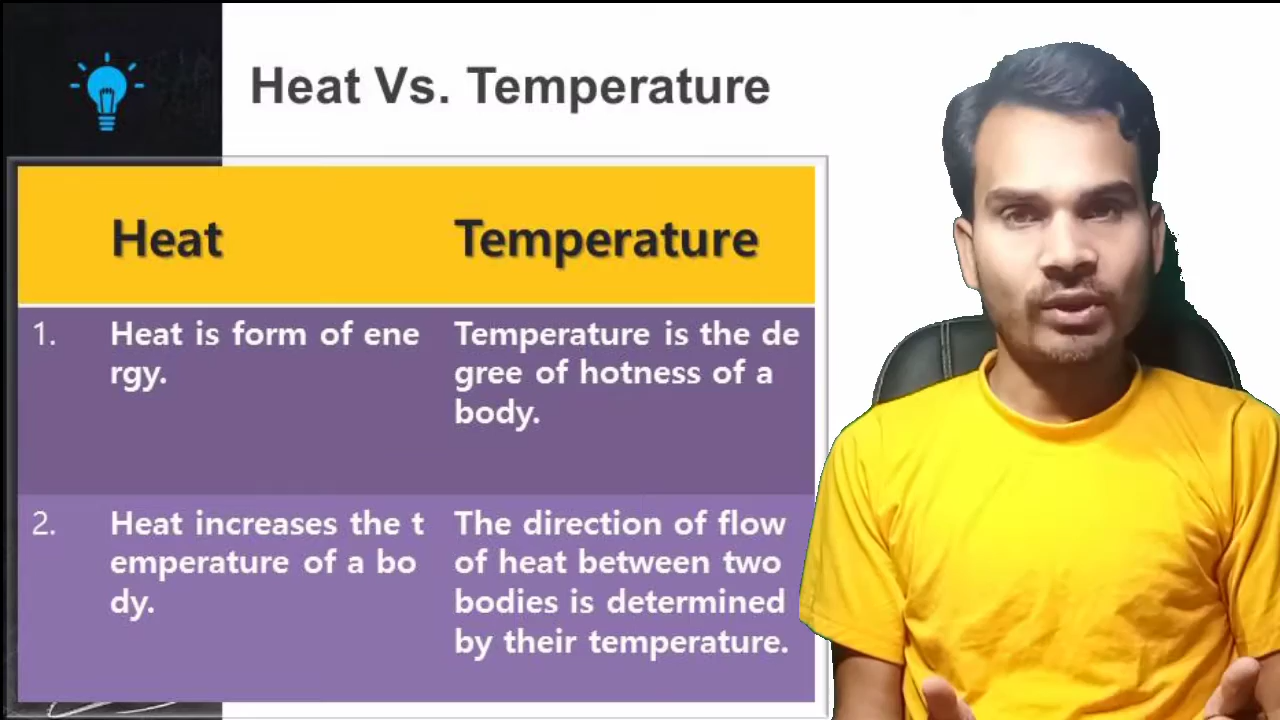 Heat Vs. Temperature
Heat Temperature
1. Heat is form of ene Temperature is the de
rgy. gree of hotness of a
body.
2. Heat increases the t The direction of flow
emperature of a bo of heat between two
dy. bodies is determined
by their temperature.